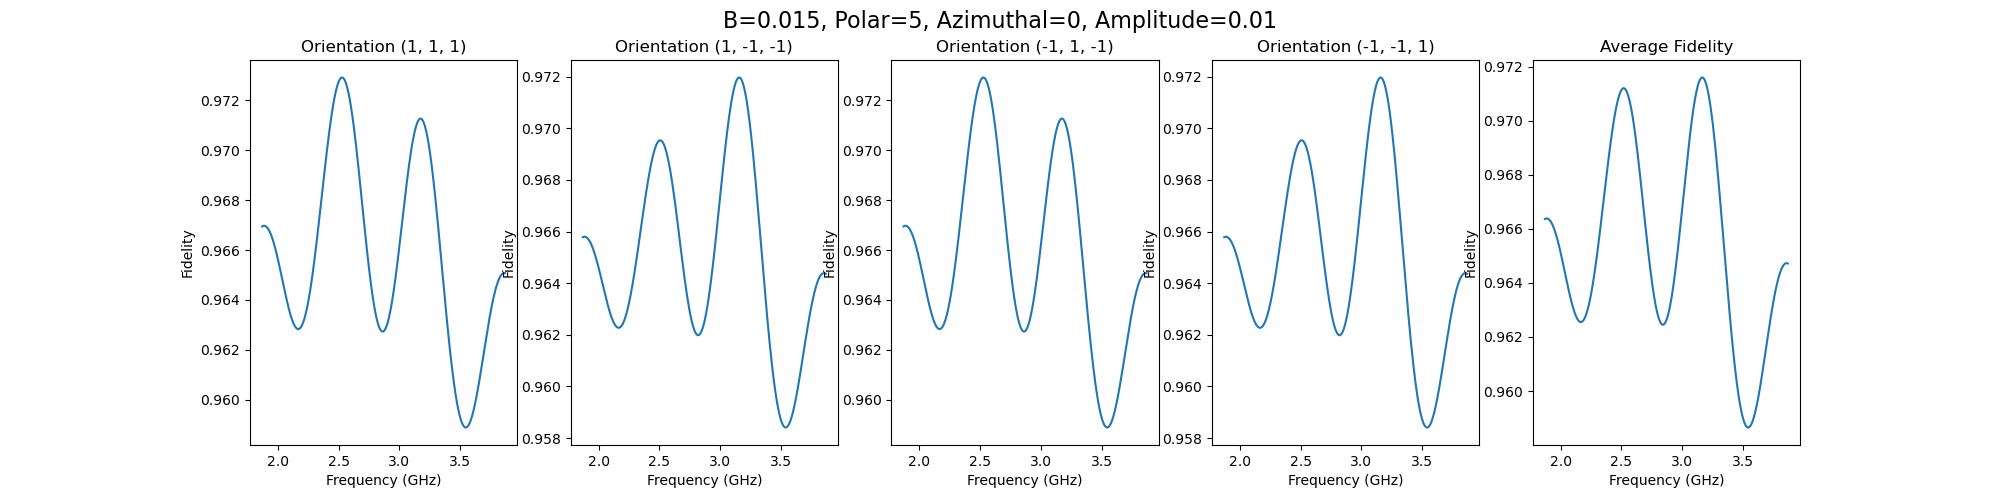 B=0.015, Polar=5, Azimuthal=0, Amplitude=0.01
Orientation (1, 1, 1)
Fidelity
0.972
0.970
0.968
0.966
0.964
0.962
0.960
2.0 2.5 3.0 3.5
Frequency (GHz)
Orientation (1, -1, -1)
Fidelity
0.972
0.970
0.968
0.966
0.964
0.962
0.960
0.958
2.0 2.5 3.0 3.5
Frequency (GHz)
Orientation (-1, 1, -1)
Fidelity
0.972
0.970
0.968
0.966
0.964
0.962
0.960
2.0 2.5 3.0 3.5
Frequency (GHz)
Orientation (-1, -1, 1)
Fidelity
0.972
0.970
0.968
0.966
0.964
0.962
0.960
0.958
2.0 2.5 3.0 3.5
Frequency (GHz)
Average Fidelity
Fidelity
0.972
0.970
0.968
0.966
0.964
0.962
0.960
2.0 2.5 3.0 3.5
Frequency (GHz)